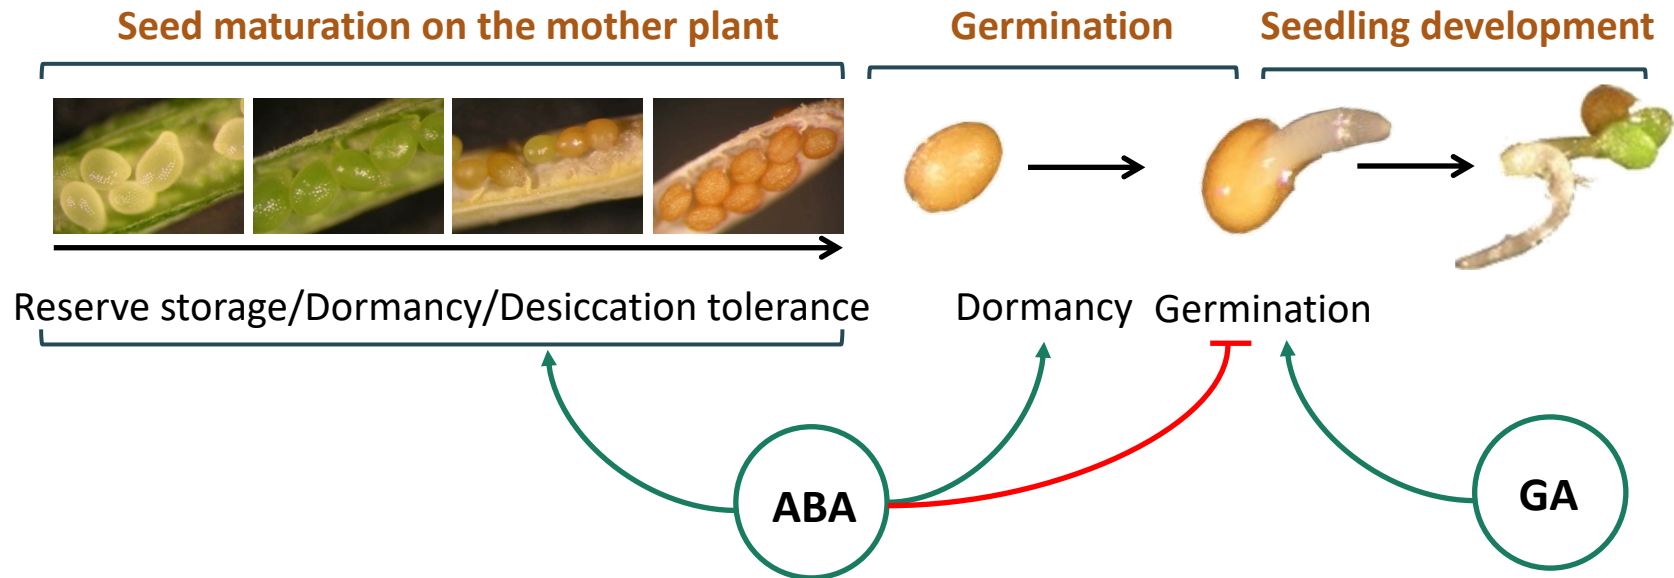 Seed maturation on the mother plant
Germination
Seedling development
Reserve storage/Dormancy/Desiccation tolerance
Dormancy
Germination
ABA
GA